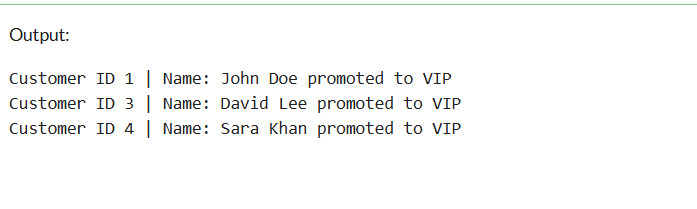 Output:
Customer ID 1 | Name: John Doe promoted to VIP
Customer ID 3 | Name: David Lee promoted to VIP
Customer ID 4 | Name: Sara Khan promoted to VIP